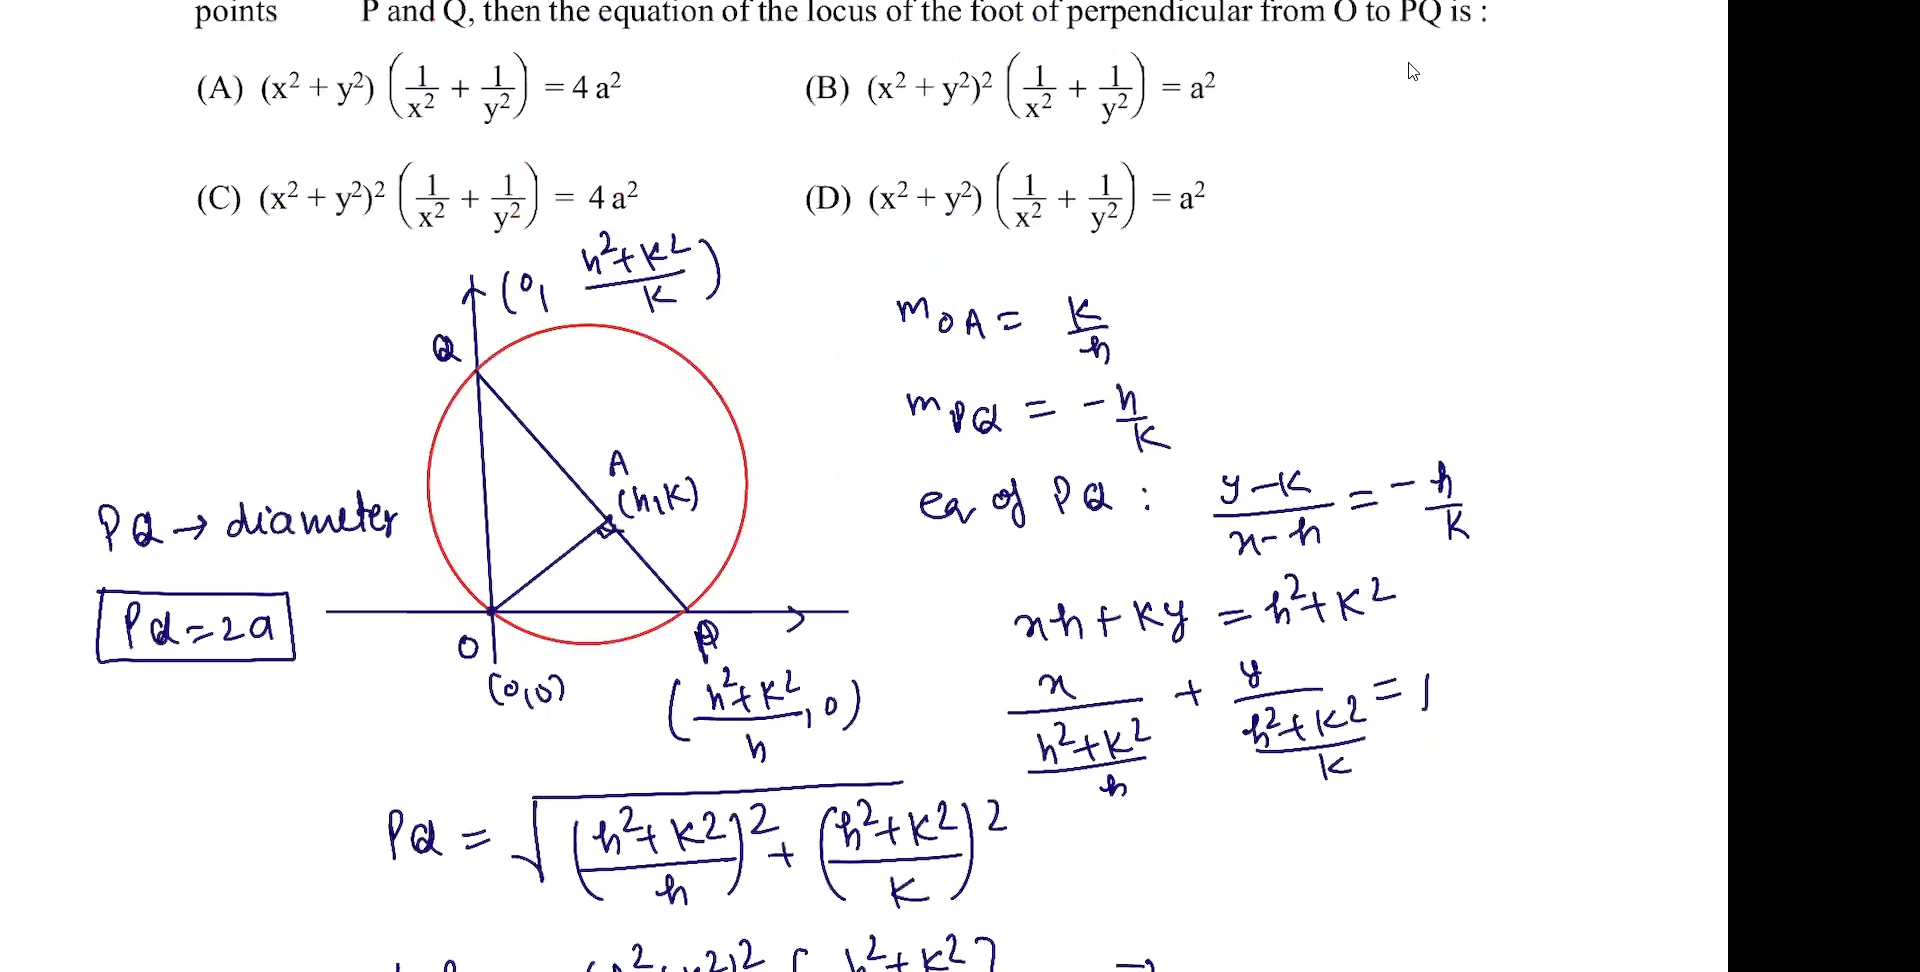 points P and Q, then the equation of the locus of the foot of perpendicular from O to PQ is :
(A) (x² + y²) (1/x² + 1/y²) = 4 a²
(B) (x² + y²)² (1/x² + 1/y²) = a²
(C) (x² + y²)² (1/x² + 1/y²) = 4 a²
(D) (x² + y²) (1/x² + 1/y²) = a²
(0, (h²+k²)/k)
Q
A
(h,k)
O
(0,0)
P
((h²+k²)/h, 0)
PQ → diameter
PQ = 2a
m OA = k/h
m PQ = -h/k
eq of PQ : (y-k)/(x-h) = -h/k
xh + ky = h²+k²
x/((h²+k²)/h) + y/((h²+k²)/k) = 1
PQ = √(((h²+k²)/h)² + ((h²+k²)/k)²)